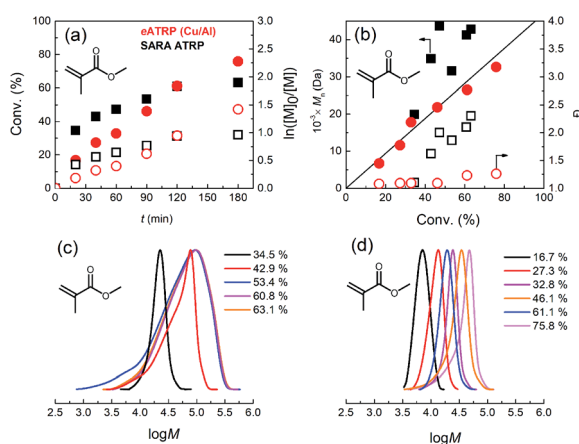 (a)
eATRP (Cu/Al)
SARA ATRP
O
O
Conv. (%)
100
80
60
40
20
0
ln([M]0/[M])
3.0
2.5
2.0
1.5
1.0
0.5
0.0
0 30 60 90 120 150 180
t (min)
(b)
O
O
10-3× Mn (Da)
40
30
20
10
0
Đ
4.0
3.5
3.0
2.5
2.0
1.5
1.0
0 20 40 60 80 100
Conv. (%)
(c)
O
O
34.5 %
42.9 %
53.4 %
60.8 %
63.1 %
2.5 3.0 3.5 4.0 4.5 5.0 5.5 6.0
logM
(d)
O
O
16.7 %
27.3 %
32.8 %
46.1 %
61.1 %
75.8 %
2.5 3.0 3.5 4.0 4.5 5.0 5.5 6.0
logM